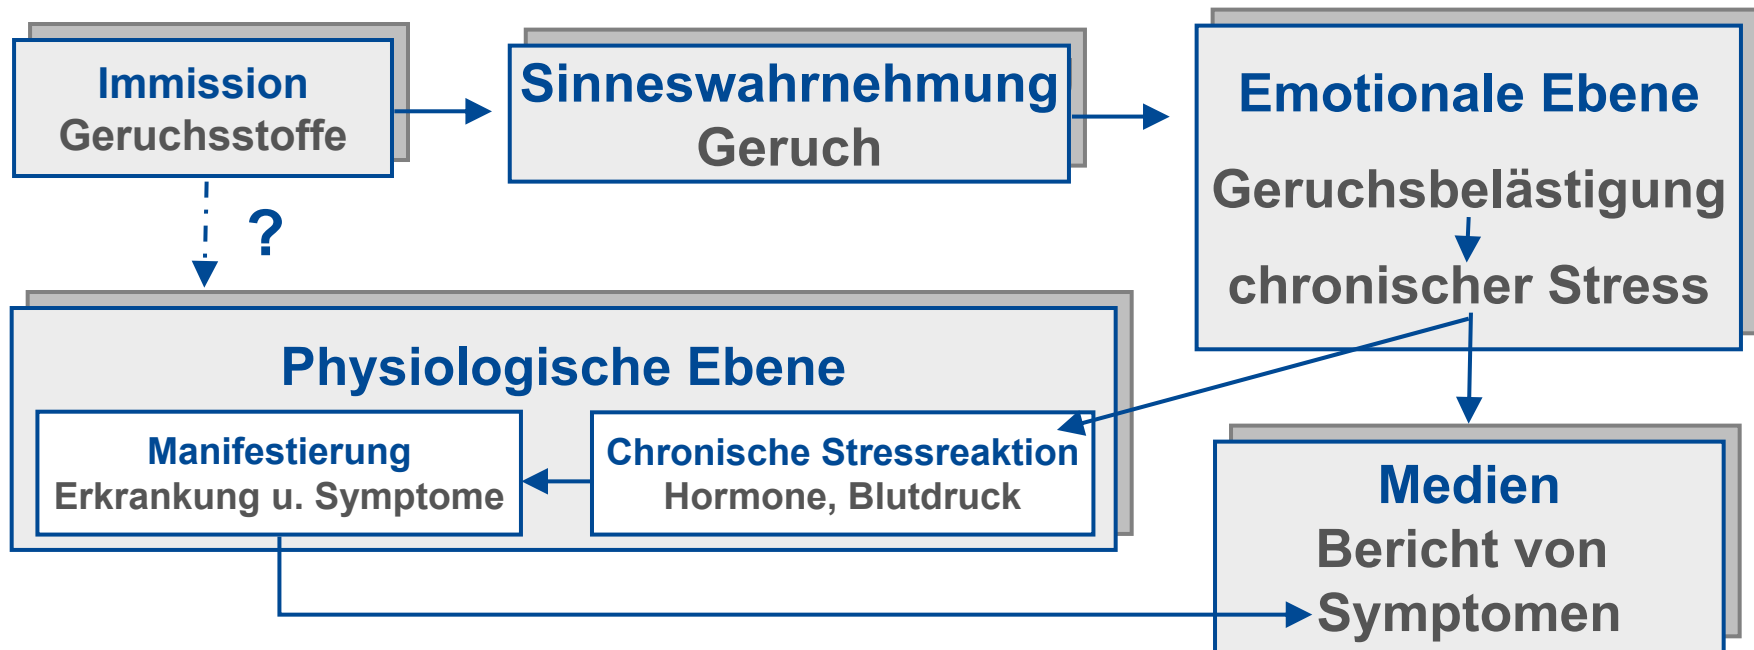 Immission
Geruchsstoffe
Sinneswahrnehmung
Geruch
Emotionale Ebene
Geruchsbelästigung
chronischer Stress
?
Physiologische Ebene
Manifestierung
Erkrankung u. Symptome
Chronische Stressreaktion
Hormone, Blutdruck
Medien
Bericht von
Symptomen